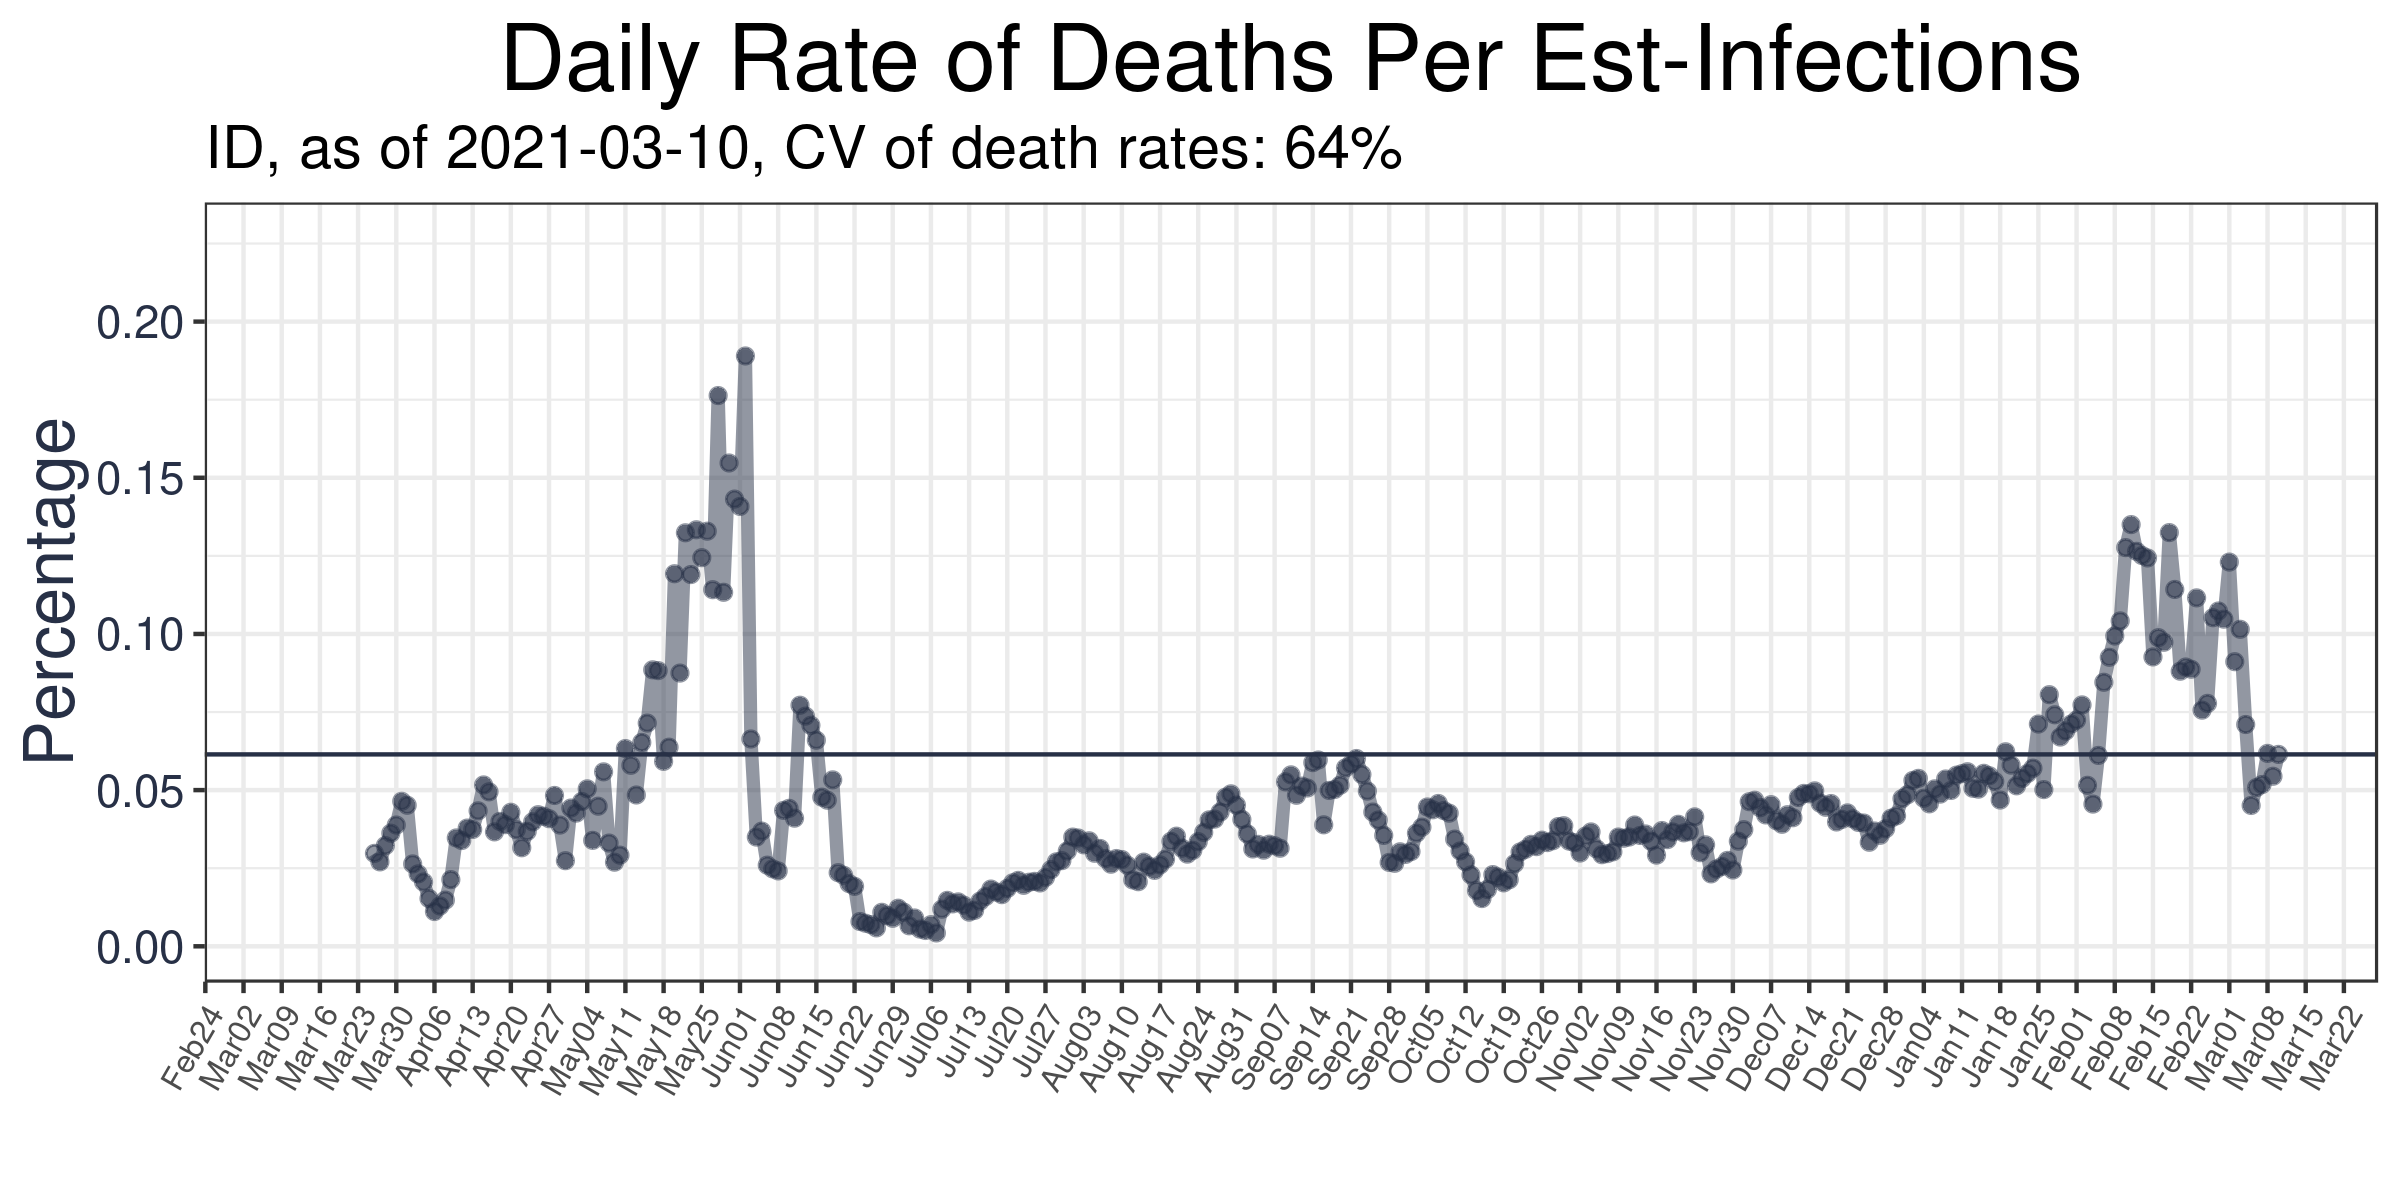 Daily Rate of Deaths Per Est-Infections
ID, as of 2021-03-10, CV of death rates: 64%
Percentage
0.20
0.15
0.10
0.05
0.00
Feb24
Mar02
Mar09
Mar16
Mar23
Mar30
Apr06
Apr13
Apr20
Apr27
May04
May11
May18
May25
Jun01
Jun08
Jun15
Jun22
Jun29
Jul06
Jul13
Jul20
Jul27
Aug03
Aug10
Aug17
Aug24
Aug31
Sep07
Sep14
Sep21
Sep28
Oct05
Oct12
Oct19
Oct26
Nov02
Nov09
Nov16
Nov23
Nov30
Dec07
Dec14
Dec21
Dec28
Jan04
Jan11
Jan18
Jan25
Feb01
Feb08
Feb15
Feb22
Mar01
Mar08
Mar15
Mar22